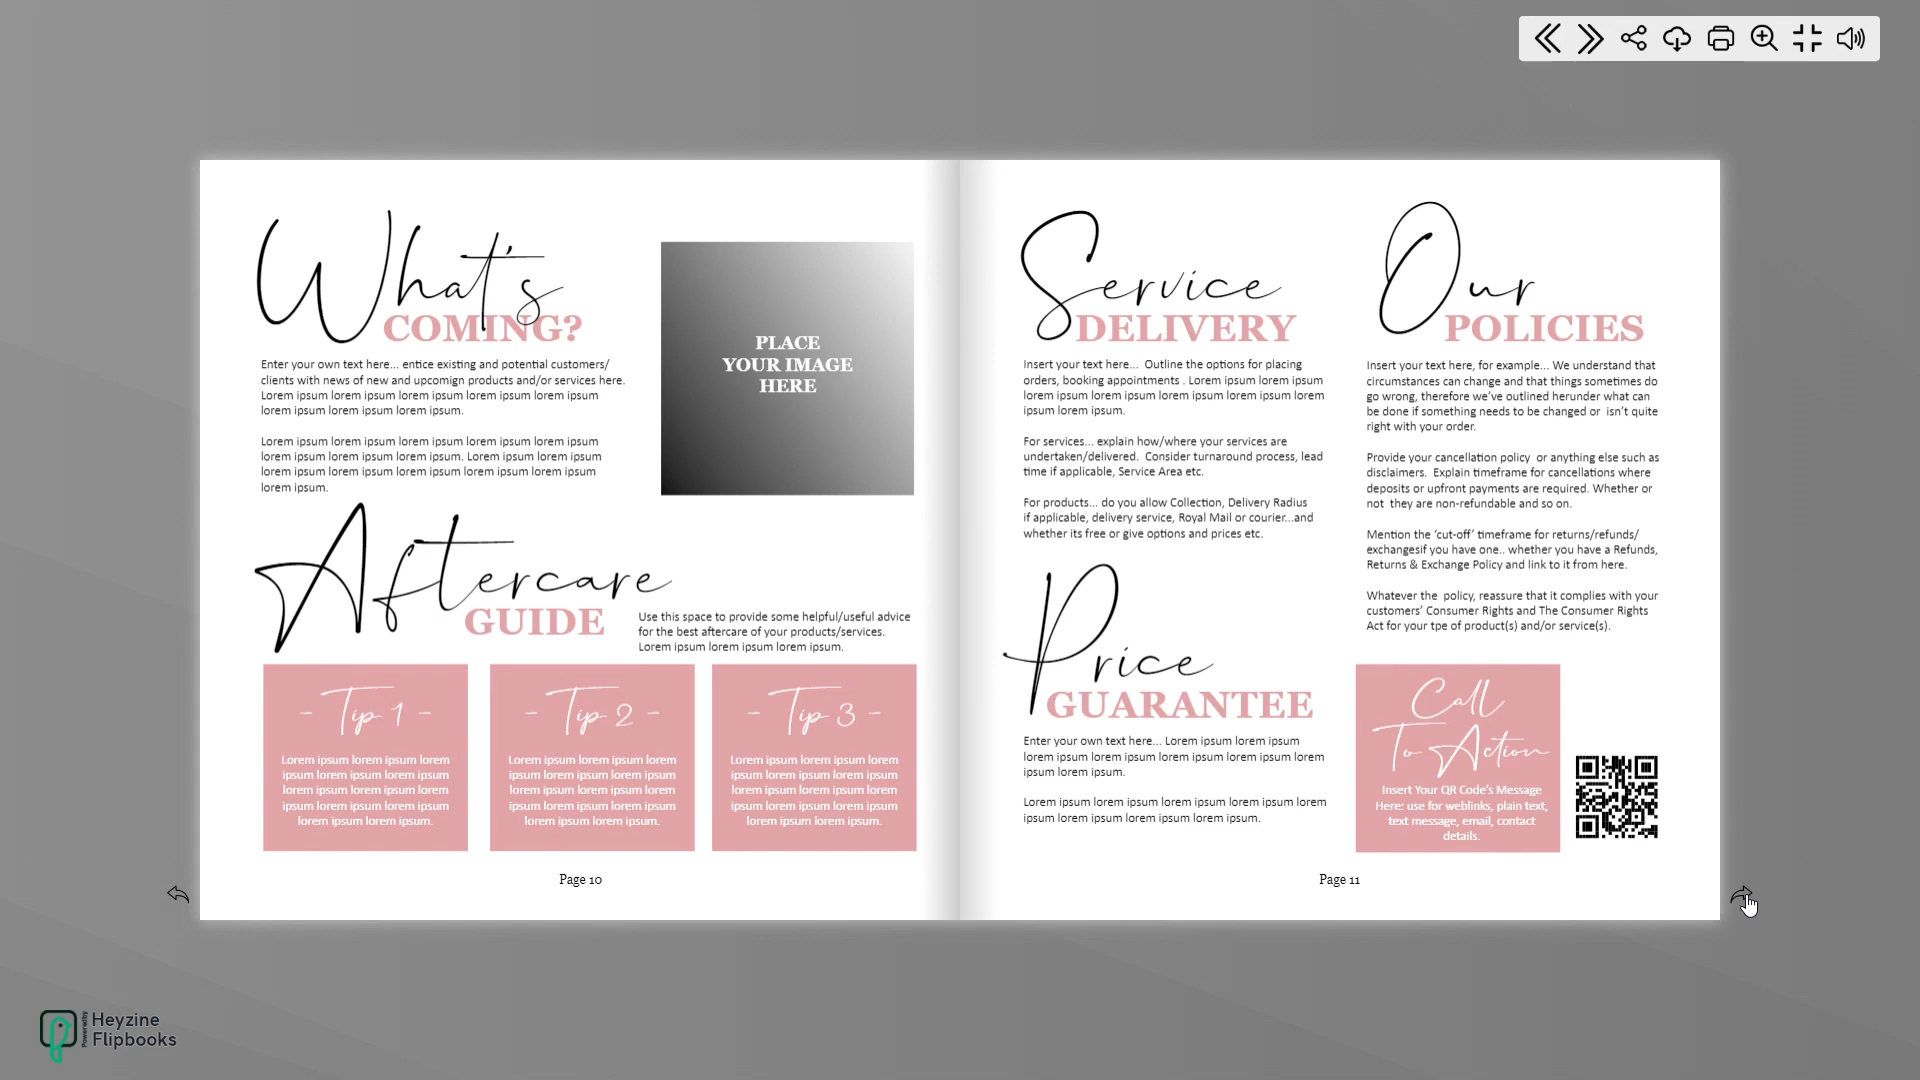 What's
COMING?
Enter your own text here... entice existing and potential customers/
clients with news of new and upcomign products and/or services here.
Lorem ipsum lorem ipsum lorem ipsum lorem ipsum lorem ipsum
lorem ipsum lorem ipsum lorem ipsum.
Lorem ipsum lorem ipsum lorem ipsum lorem ipsum lorem ipsum
lorem ipsum lorem ipsum lorem ipsum. Lorem ipsum lorem ipsum
lorem ipsum lorem ipsum lorem ipsum lorem ipsum lorem ipsum
lorem ipsum.
PLACE
YOUR IMAGE
HERE
Aftercare
GUIDE
Use this space to provide some helpful/useful advice
for the best aftercare of your products/services.
Lorem ipsum lorem ipsum lorem ipsum.
- Tip 1 -
Lorem ipsum lorem ipsum lorem
ipsum lorem ipsum lorem ipsum
lorem ipsum lorem ipsum lorem
ipsum lorem ipsum lorem ipsum
lorem ipsum lorem ipsum.
- Tip 2 -
Lorem ipsum lorem ipsum lorem
ipsum lorem ipsum lorem ipsum
lorem ipsum lorem ipsum lorem
ipsum lorem ipsum lorem ipsum
lorem ipsum lorem ipsum.
- Tip 3 -
Lorem ipsum lorem ipsum lorem
ipsum lorem ipsum lorem ipsum
lorem ipsum lorem ipsum lorem
ipsum lorem ipsum lorem ipsum
lorem ipsum lorem ipsum.
Page 10
Service
DELIVERY
Insert your text here... Outline the options for placing
orders, booking appointments . Lorem ipsum lorem ipsum
lorem ipsum lorem ipsum lorem ipsum lorem ipsum lorem
ipsum lorem ipsum.
For services... explain how/where your services are
undertaken/delivered. Consider turnaround process, lead
time if applicable, Service Area etc.
For products... do you allow Collection, Delivery Radius
if applicable, delivery service, Royal Mail or courier...and
whether its free or give options and prices etc.
Price
GUARANTEE
Enter your own text here... Lorem ipsum lorem ipsum
lorem ipsum lorem ipsum lorem ipsum lorem ipsum lorem
ipsum lorem ipsum.
Lorem ipsum lorem ipsum lorem ipsum lorem ipsum lorem
ipsum lorem ipsum lorem ipsum lorem ipsum.
Our
POLICIES
Insert your text here, for example... We understand that
circumstances can change and that things sometimes do
go wrong, therefore we've outlined herunder what can
be done if something needs to be changed or isn't quite
right with your order.
Provide your cancellation policy or anything else such as
disclaimers. Explain timeframe for cancellations where
deposits or upfront payments are required. Whether or
not they are non-refundable and so on.
Mention the 'cut-off' timeframe for returns/refunds/
exchangesif you have one.. whether you have a Refunds,
Returns & Exchange Policy and link to it from here.
Whatever the policy, reassure that it complies with your
customers' Consumer Rights and The Consumer Rights
Act for your tpe of product(s) and/or service(s).
Call
To Action
Insert Your QR Code's Message
Here: use for weblinks, plain text,
text message, email, contact
details.
Page 11
Powered by
Heyzine
Flipbooks